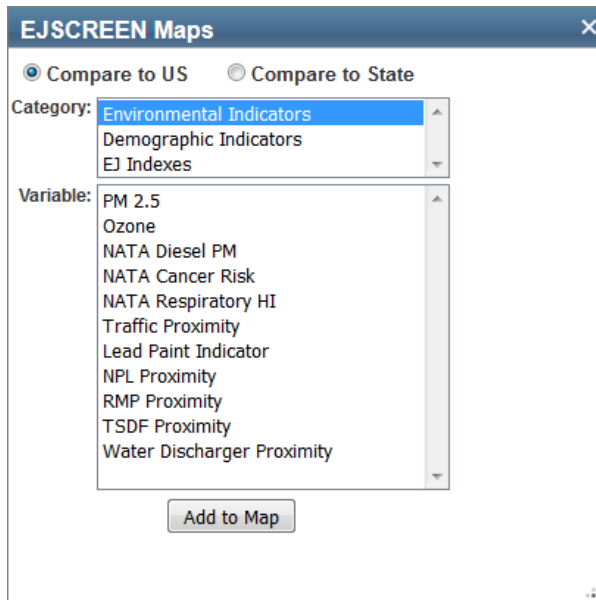 EJSCREEN Maps
Compare to US Compare to State
Category:
Environmental Indicators
Demographic Indicators
EJ Indexes
Variable:
PM 2.5
Ozone
NATA Diesel PM
NATA Cancer Risk
NATA Respiratory HI
Traffic Proximity
Lead Paint Indicator
NPL Proximity
RMP Proximity
TSDF Proximity
Water Discharger Proximity
Add to Map